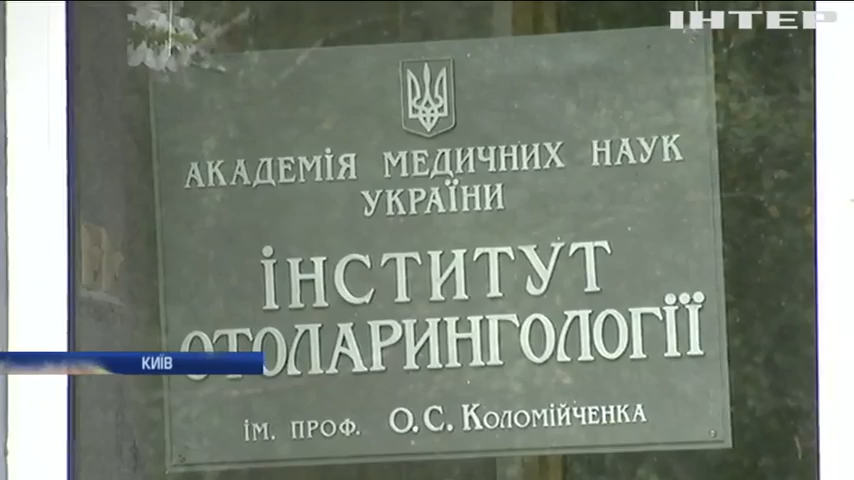 ІНТЕР
АКАДЕМІЯ МЕДИЧНИХ НАУК
УКРАЇНИ
ІНСТИТУТ
ОТОЛАРИНГОЛОГІЇ
КИЇВ
ІМ. ПРОФ. О.С. КОЛОМІЙЧЕНКА